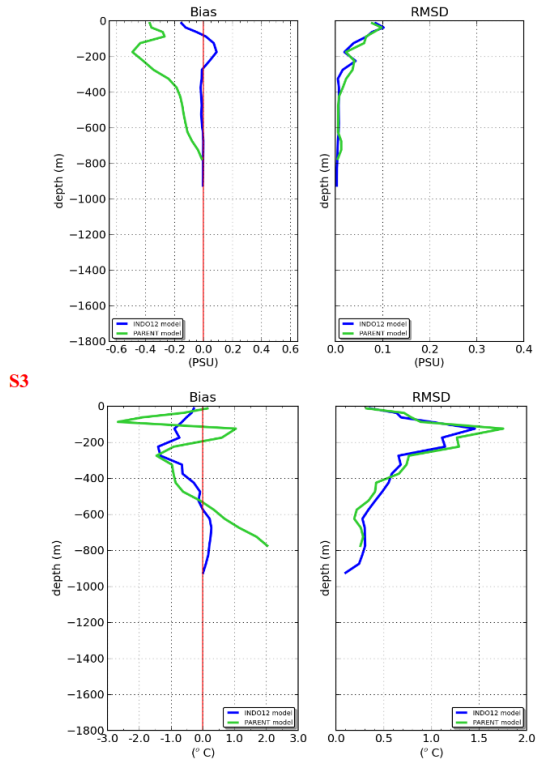 Bias
RMSD
0
−200
−400
−600
−800
−1000
−1200
−1400
−1600
−1800
depth (m)
INDO12 model
PARENT model
-0.6 -0.4 -0.2 0.0 0.2 0.4 0.6
(PSU)
0
−200
−400
−600
−800
−1000
−1200
−1400
−1600
−1800
depth (m)
INDO12 model
PARENT model
0.0 0.1 0.2 0.3 0.4
(PSU)
S3
Bias
RMSD
0
−200
−400
−600
−800
−1000
−1200
−1400
−1600
−1800
depth (m)
INDO12 model
PARENT model
-3.0 -2.0 -1.0 0.0 1.0 2.0 3.0
(° C)
0
−200
−400
−600
−800
−1000
−1200
−1400
−1600
−1800
depth (m)
INDO12 model
PARENT model
0.0 0.5 1.0 1.5 2.0
(° C)